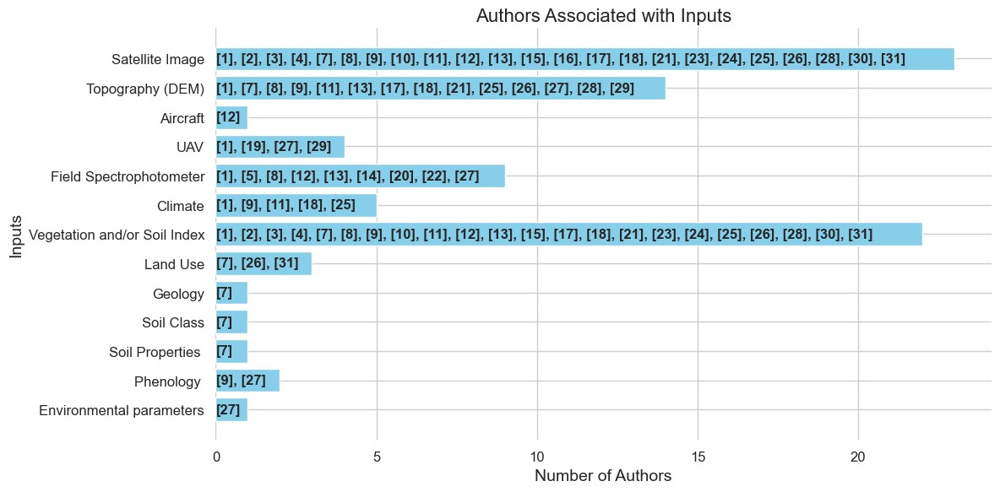 Authors Associated with Inputs
Satellite Image [1], [2], [3], [4], [7], [8], [9], [10], [11], [12], [13], [15], [16], [17], [18], [21], [23], [24], [25], [26], [28], [30], [31]
Topography (DEM) [1], [7], [8], [9], [11], [13], [17], [18], [21], [25], [26], [27], [28], [29]
Aircraft [12]
UAV [1], [19], [27], [29]
Field Spectrophotometer [1], [5], [8], [12], [13], [14], [20], [22], [27]
Climate [1], [9], [11], [18], [25]
Vegetation and/or Soil Index [1], [2], [3], [4], [7], [8], [9], [10], [11], [12], [13], [15], [17], [18], [21], [23], [24], [25], [26], [28], [30], [31]
Land Use [7], [26], [31]
Geology [7]
Soil Class [7]
Soil Properties [7]
Phenology [9], [27]
Environmental parameters [27]
Inputs
0 5 10 15 20
Number of Authors